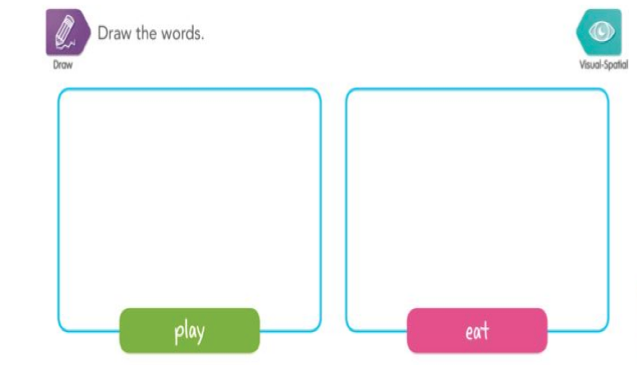 Draw the words.
Draw
Visual-Spatial
play
eat